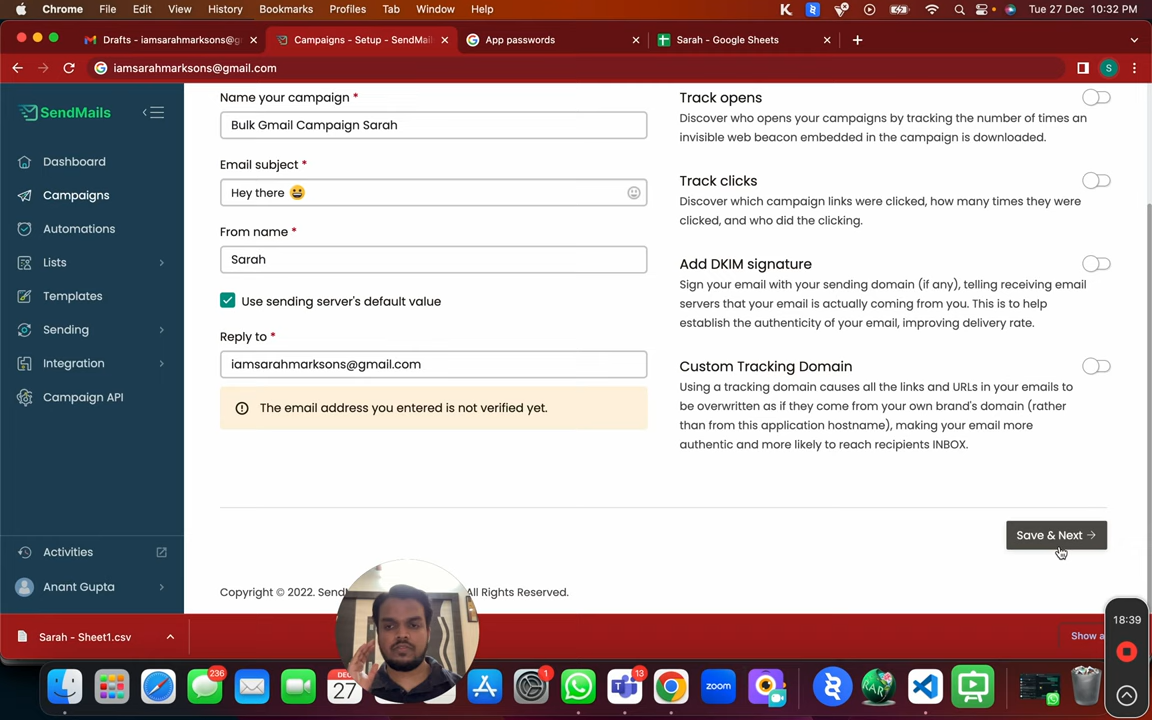 Chrome File Edit View History Bookmarks Profiles Tab Window Help Tue 27 Dec 10:32 PM
Drafts - iamsarahmarksons@g Campaigns - Setup - SendMail App passwords Sarah - Google Sheets
iamsarahmarksons@gmail.com S
SendMails
Dashboard
Campaigns
Automations
Lists
Templates
Sending
Integration
Campaign API
Activities
Anant Gupta
Name your campaign *
Bulk Gmail Campaign Sarah
Email subject *
Hey there 😀
From name *
Sarah
Use sending server's default value
Reply to *
iamsarahmarksons@gmail.com
The email address you entered is not verified yet.
Track opens
Discover who opens your campaigns by tracking the number of times an
invisible web beacon embedded in the campaign is downloaded.
Track clicks
Discover which campaign links were clicked, how many times they were
clicked, and who did the clicking.
Add DKIM signature
Sign your email with your sending domain (if any), telling receiving email
servers that your email is actually coming from you. This is to help
establish the authenticity of your email, improving delivery rate.
Custom Tracking Domain
Using a tracking domain causes all the links and URLs in your emails to
be overwritten as if they come from your own brand's domain (rather
than from this application hostname), making your email more
authentic and more likely to reach recipients INBOX.
Save & Next →
Copyright © 2022. Send All Rights Reserved.
Sarah - Sheet1.csv
Show a
18:39
236
DEC
27
1
13
zoom